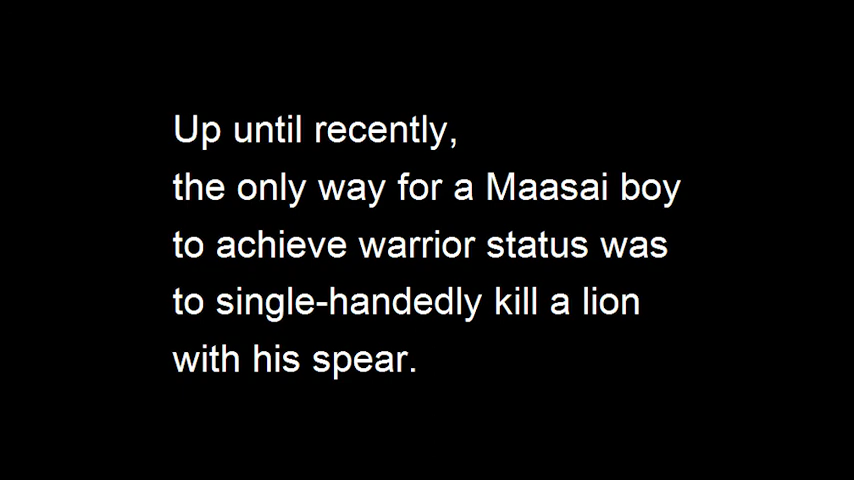 Up until recently,
the only way for a Maasai boy
to achieve warrior status was
to single-handedly kill a lion
with his spear.